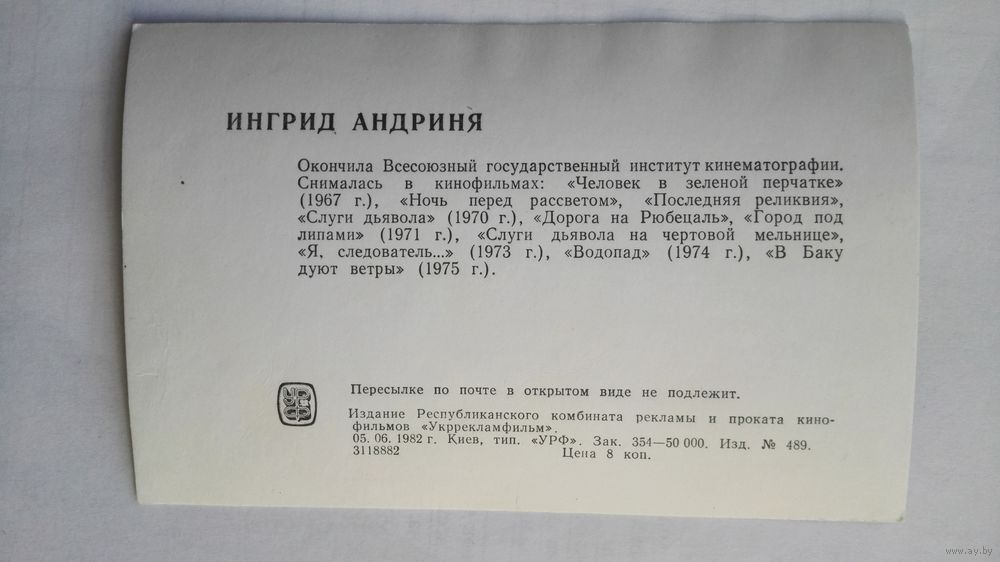 ИНГРИД АНДРИНЯ
Окончила Всесоюзный государственный институт кинематографии.
Снималась в кинофильмах: «Человек в зеленой перчатке»
(1967 г.), «Ночь перед рассветом», «Последняя реликвия»,
«Слуги дьявола» (1970 г.), «Дорога на Рюбецаль», «Город под
липами» (1971 г.), «Слуги дьявола на чертовой мельнице»,
«Я, следователь...» (1973 г.), «Водопад» (1974 г.), «В Баку
дуют ветры» (1975 г.).
Пересылке по почте в открытом виде не подлежит.
Издание Республиканского комбината рекламы и проката кино-
фильмов «Укррекламфильм».
05. 06. 1982 г. Киев, тип. «УРФ». Зак. 354—50 000. Изд. № 489.
3118882 Цена 8 коп.
www.ay.by